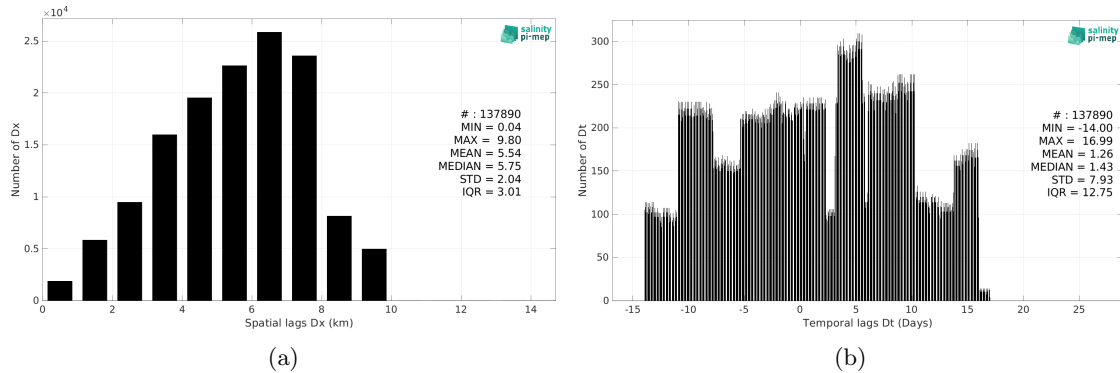 ×10⁴
2.5
2
1.5
1
0.5
0
0 2 4 6 8 10 12 14
Number of Dx
Spatial lags Dx (km)
salinity
pi-mep
# : 137890
MIN = 0.04
MAX = 9.80
MEAN = 5.54
MEDIAN = 5.75
STD = 2.04
IQR = 3.01
(a)
300
250
200
150
100
50
0
-15 -10 -5 0 5 10 15 20 25
Number of Dt
Temporal lags Dt (Days)
salinity
pi-mep
# : 137890
MIN = -14.00
MAX = 16.99
MEAN = 1.26
MEDIAN = 1.43
STD = 7.93
IQR = 12.75
(b)